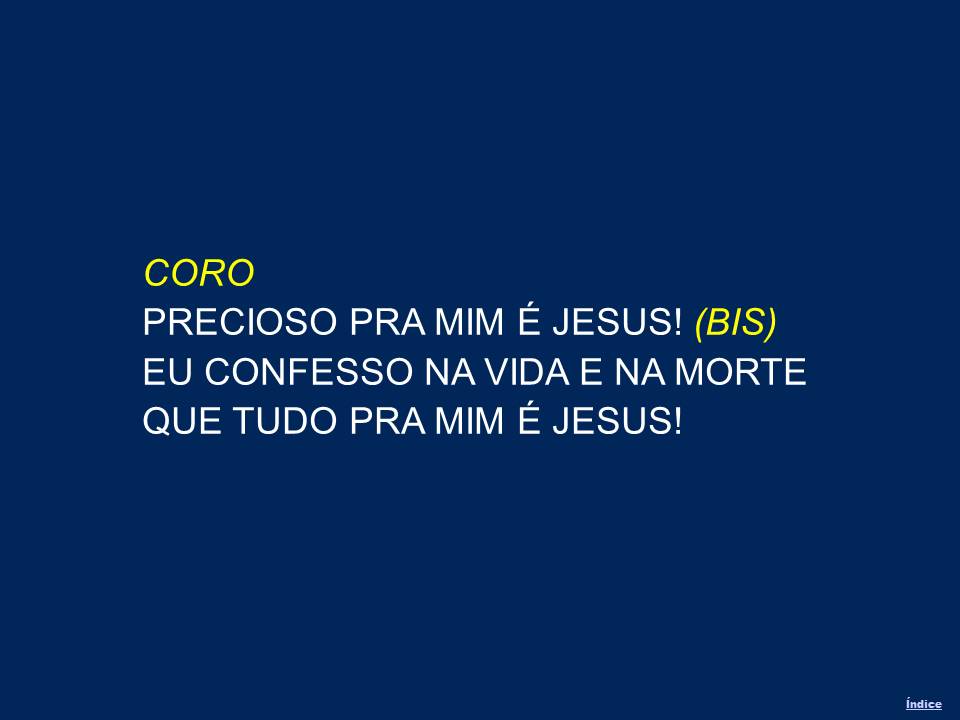 CORO
PRECIOSO PRA MIM É JESUS! (BIS)
EU CONFESSO NA VIDA E NA MORTE
QUE TUDO PRA MIM É JESUS!
Índice